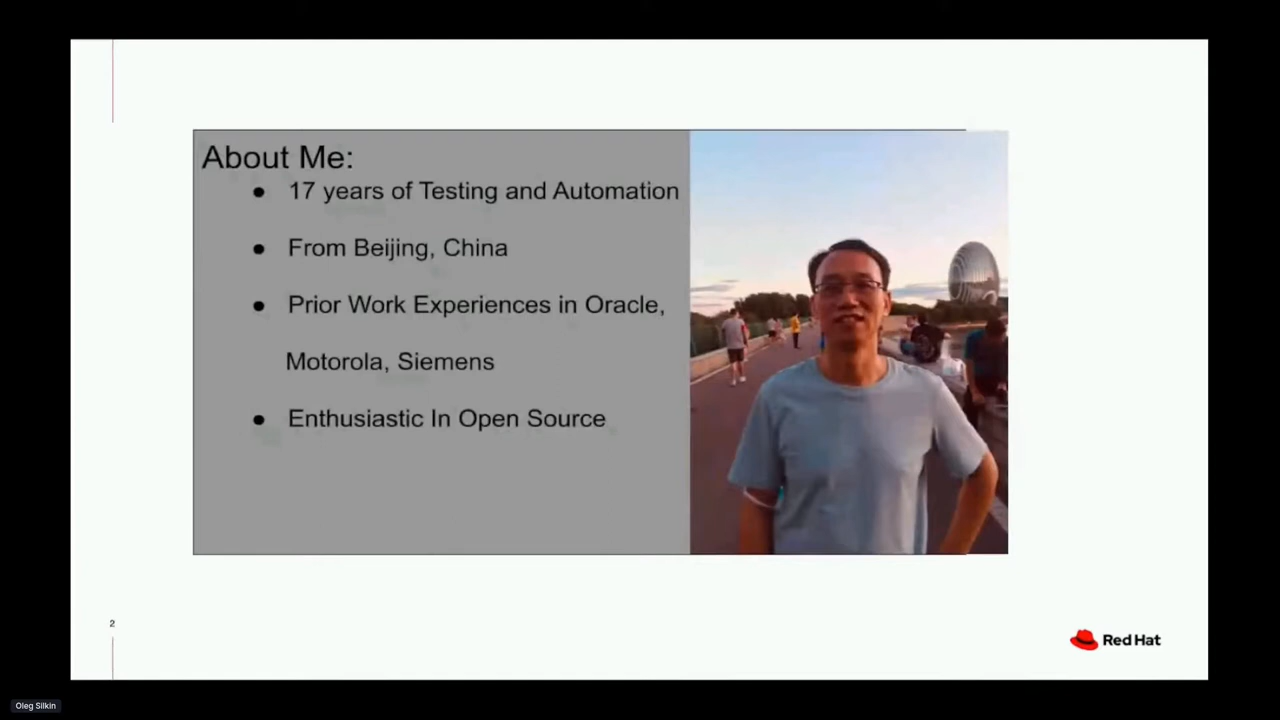 About Me:
● 17 years of Testing and Automation
● From Beijing, China
● Prior Work Experiences in Oracle,
Motorola, Siemens
● Enthusiastic In Open Source
2
Red Hat
Oleg Silkin